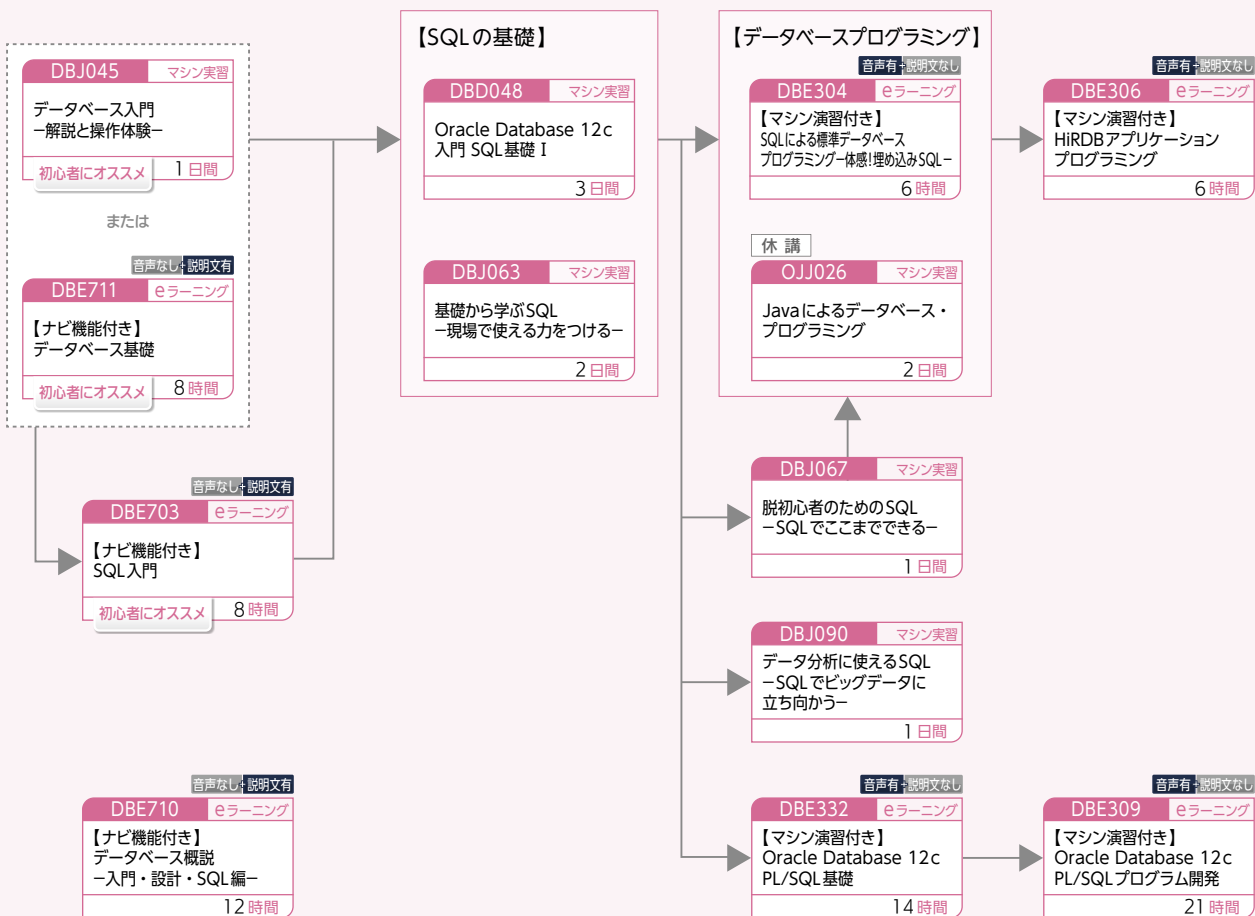 DBJ045 マシン実習
データベース入門
−解説と操作体験−
初心者にオススメ 1日間
または
音声なし+説明文有
DBE711 eラーニング
【ナビ機能付き】
データベース基礎
初心者にオススメ 8時間
音声なし+説明文有
DBE703 eラーニング
【ナビ機能付き】
SQL入門
初心者にオススメ 8時間
音声なし+説明文有
DBE710 eラーニング
【ナビ機能付き】
データベース概説
−入門・設計・SQL編−
12時間
【SQLの基礎】
DBD048 マシン実習
Oracle Database 12c
入門 SQL基礎 I
3日間
DBJ063 マシン実習
基礎から学ぶSQL
−現場で使える力をつける−
2日間
【データベースプログラミング】
音声有+説明文なし
DBE304 eラーニング
【マシン演習付き】
SQLによる標準データベース
プログラミング−体感!埋め込みSQL−
6時間
休 講
OJJ026 マシン実習
Javaによるデータベース・
プログラミング
2日間
DBJ067 マシン実習
脱初心者のためのSQL
−SQLでここまでできる−
1日間
DBJ090 マシン実習
データ分析に使えるSQL
−SQLでビッグデータに
立ち向かう−
1日間
音声有+説明文なし
DBE332 eラーニング
【マシン演習付き】
Oracle Database 12c
PL/SQL基礎
14時間
音声有+説明文なし
DBE306 eラーニング
【マシン演習付き】
HiRDBアプリケーション
プログラミング
6時間
音声有+説明文なし
DBE309 eラーニング
【マシン演習付き】
Oracle Database 12c
PL/SQLプログラム開発
21時間